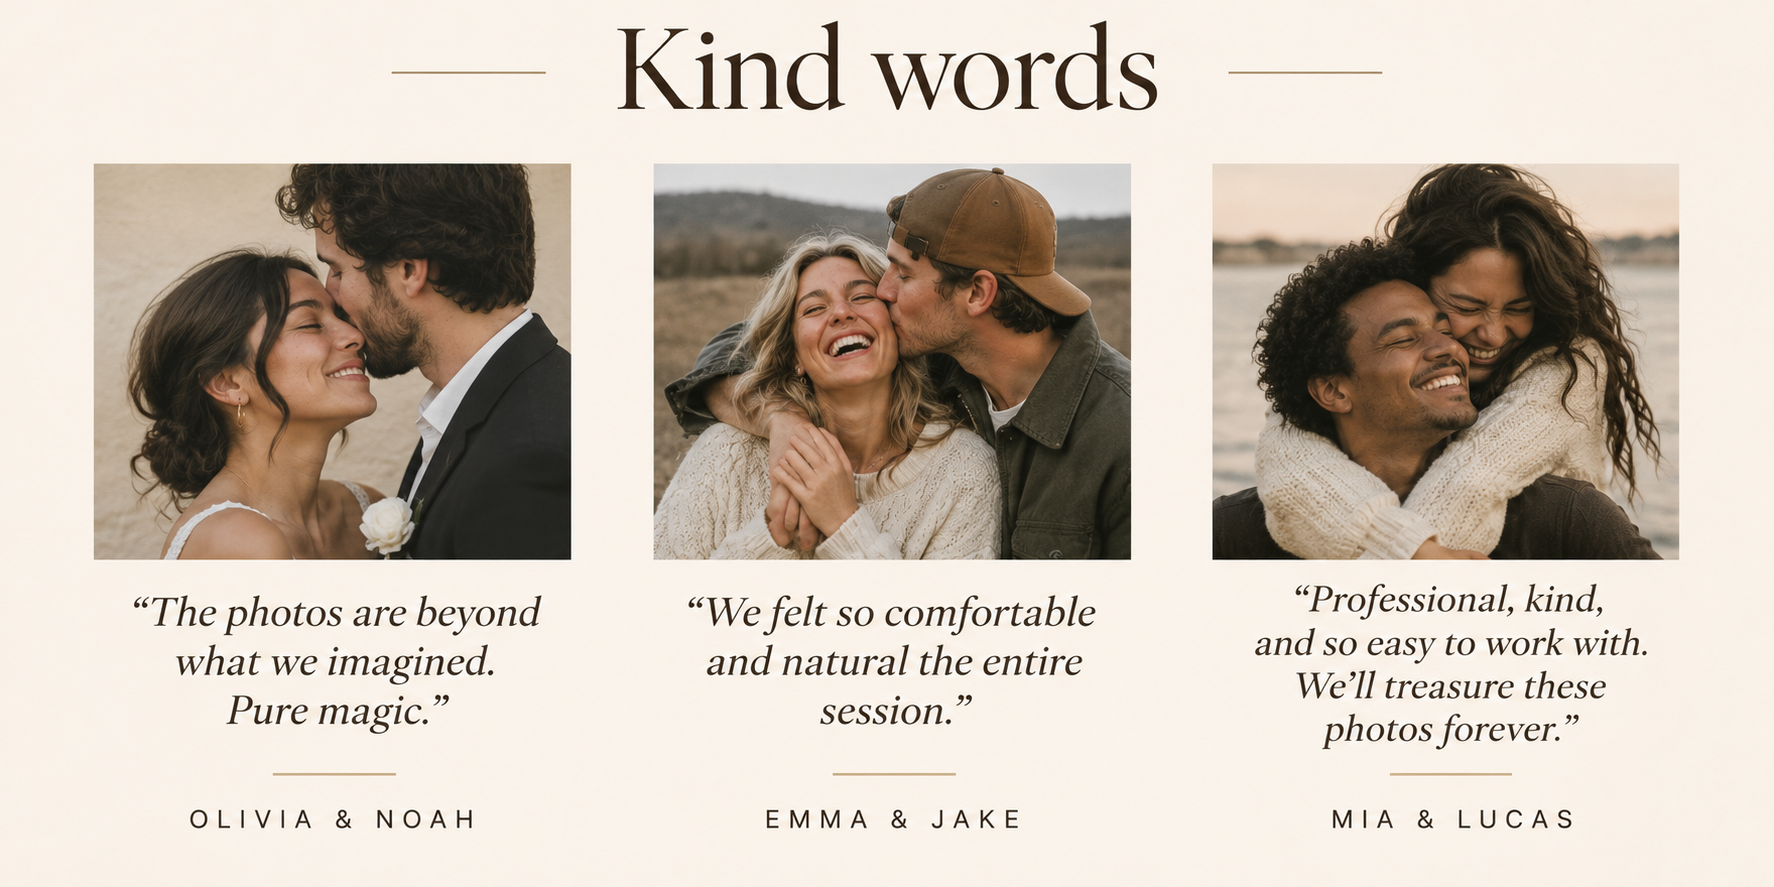 Kind words
“The photos are beyond
what we imagined.
Pure magic.”
OLIVIA & NOAH
“We felt so comfortable
and natural the entire
session.”
EMMA & JAKE
“Professional, kind,
and so easy to work with.
We’ll treasure these
photos forever.”
MIA & LUCAS